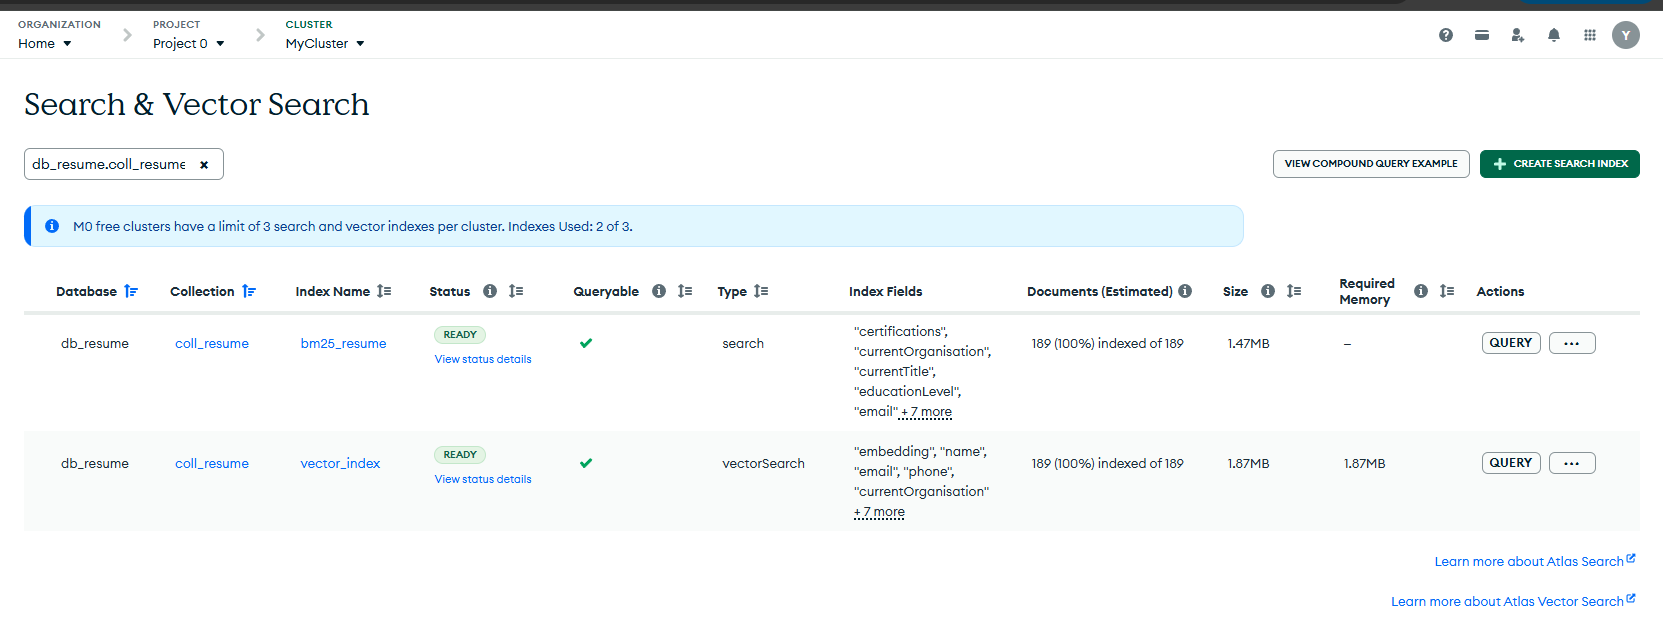 ORGANIZATION PROJECT CLUSTER
Home Project 0 MyCluster Y
Search & Vector Search
db_resume.coll_resume VIEW COMPOUND QUERY EXAMPLE CREATE SEARCH INDEX
M0 free clusters have a limit of 3 search and vector indexes per cluster. Indexes Used: 2 of 3.
Database Collection Index Name Status Queryable Type Index Fields Documents (Estimated) Size Required Memory Actions
db_resume coll_resume bm25_resume READY search "certifications", 189 (100%) indexed of 189 1.47MB – QUERY ...
View status details "currentOrganisation",
"currentTitle",
"educationLevel",
"email" + 7 more
db_resume coll_resume vector_index READY vectorSearch "embedding", "name", 189 (100%) indexed of 189 1.87MB 1.87MB QUERY ...
View status details "email", "phone",
"currentOrganisation"
+ 7 more
Learn more about Atlas Search
Learn more about Atlas Vector Search